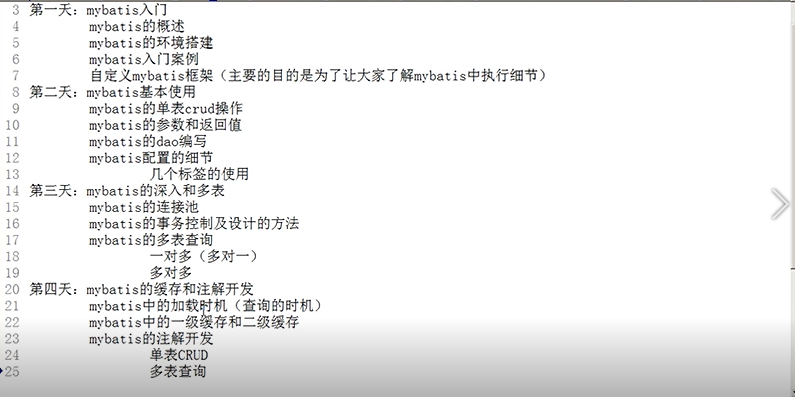 3 第一天：mybatis入门
4 mybatis的概述
5 mybatis的环境搭建
6 mybatis入门案例
7 自定义mybatis框架（主要的目的是为了让大家了解mybatis中执行细节）
8 第二天：mybatis基本使用
9 mybatis的单表crud操作
10 mybatis的参数和返回值
11 mybatis的dao编写
12 mybatis配置的细节
13 几个标签的使用
14 第三天：mybatis的深入和多表
15 mybatis的连接池
16 mybatis的事务控制及设计的方法
17 mybatis的多表查询
18 一对多（多对一）
19 多对多
20 第四天：mybatis的缓存和注解开发
21 mybatis中的加载时机（查询的时机）
22 mybatis中的一级缓存和二级缓存
23 mybatis的注解开发
24 单表CRUD
25 多表查询